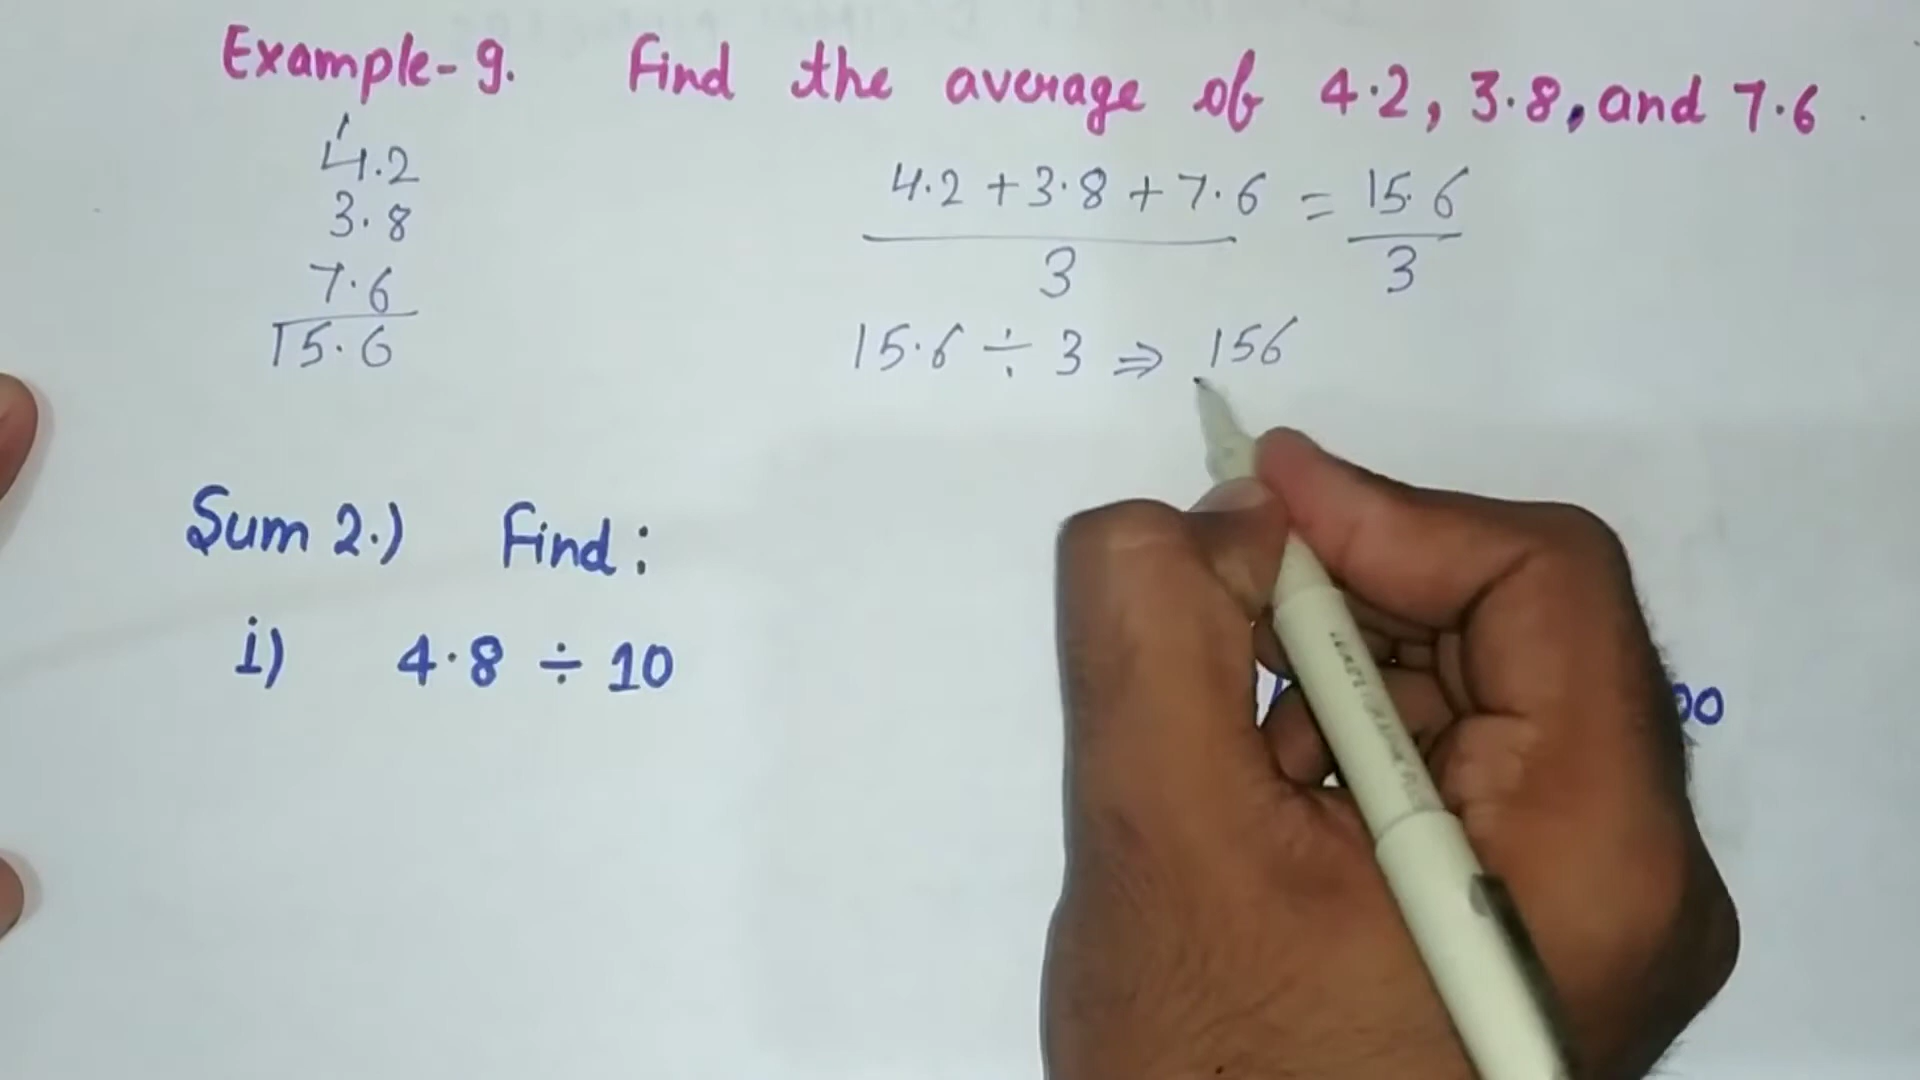 Example-9. Find the average of 4.2, 3.8, and 7.6
1
4.2
3.8
7.6
15.6
4.2 + 3.8 + 7.6 = 15.6
3 3
15.6 ÷ 3 ⇒ 156
Sum 2.) Find:
i) 4.8 ÷ 10
00